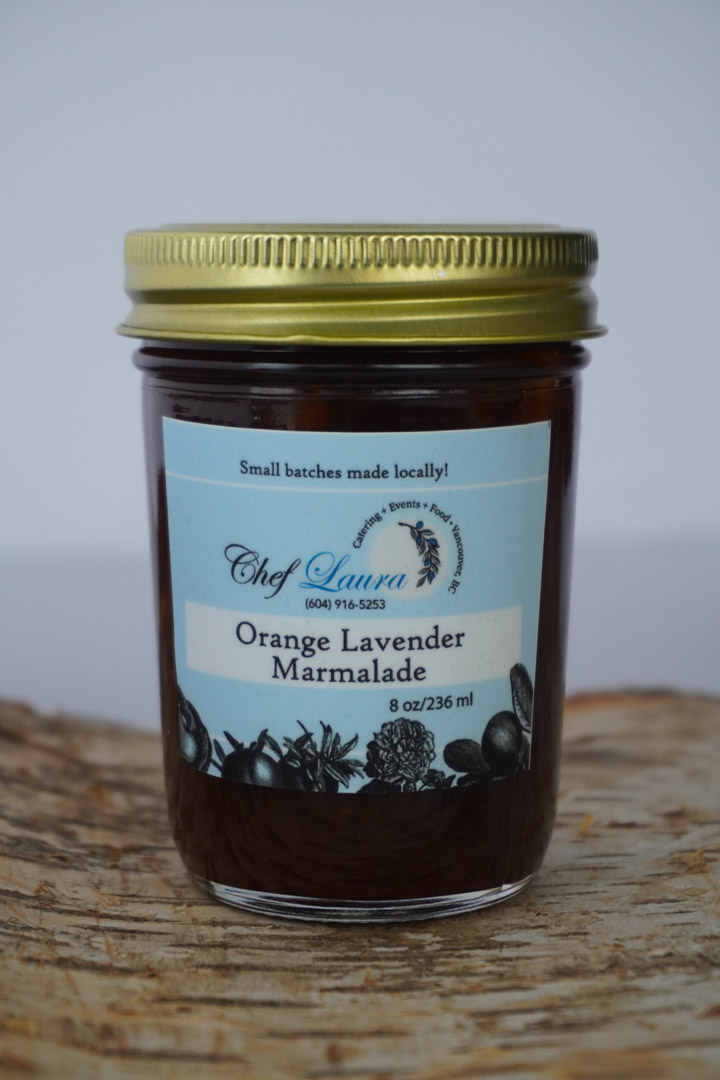 Small batches made locally!
Catering + Events + Food • Vancouver, BC
Chef Laura
(604) 916-5253
Orange Lavender
Marmalade
8 oz/236 ml